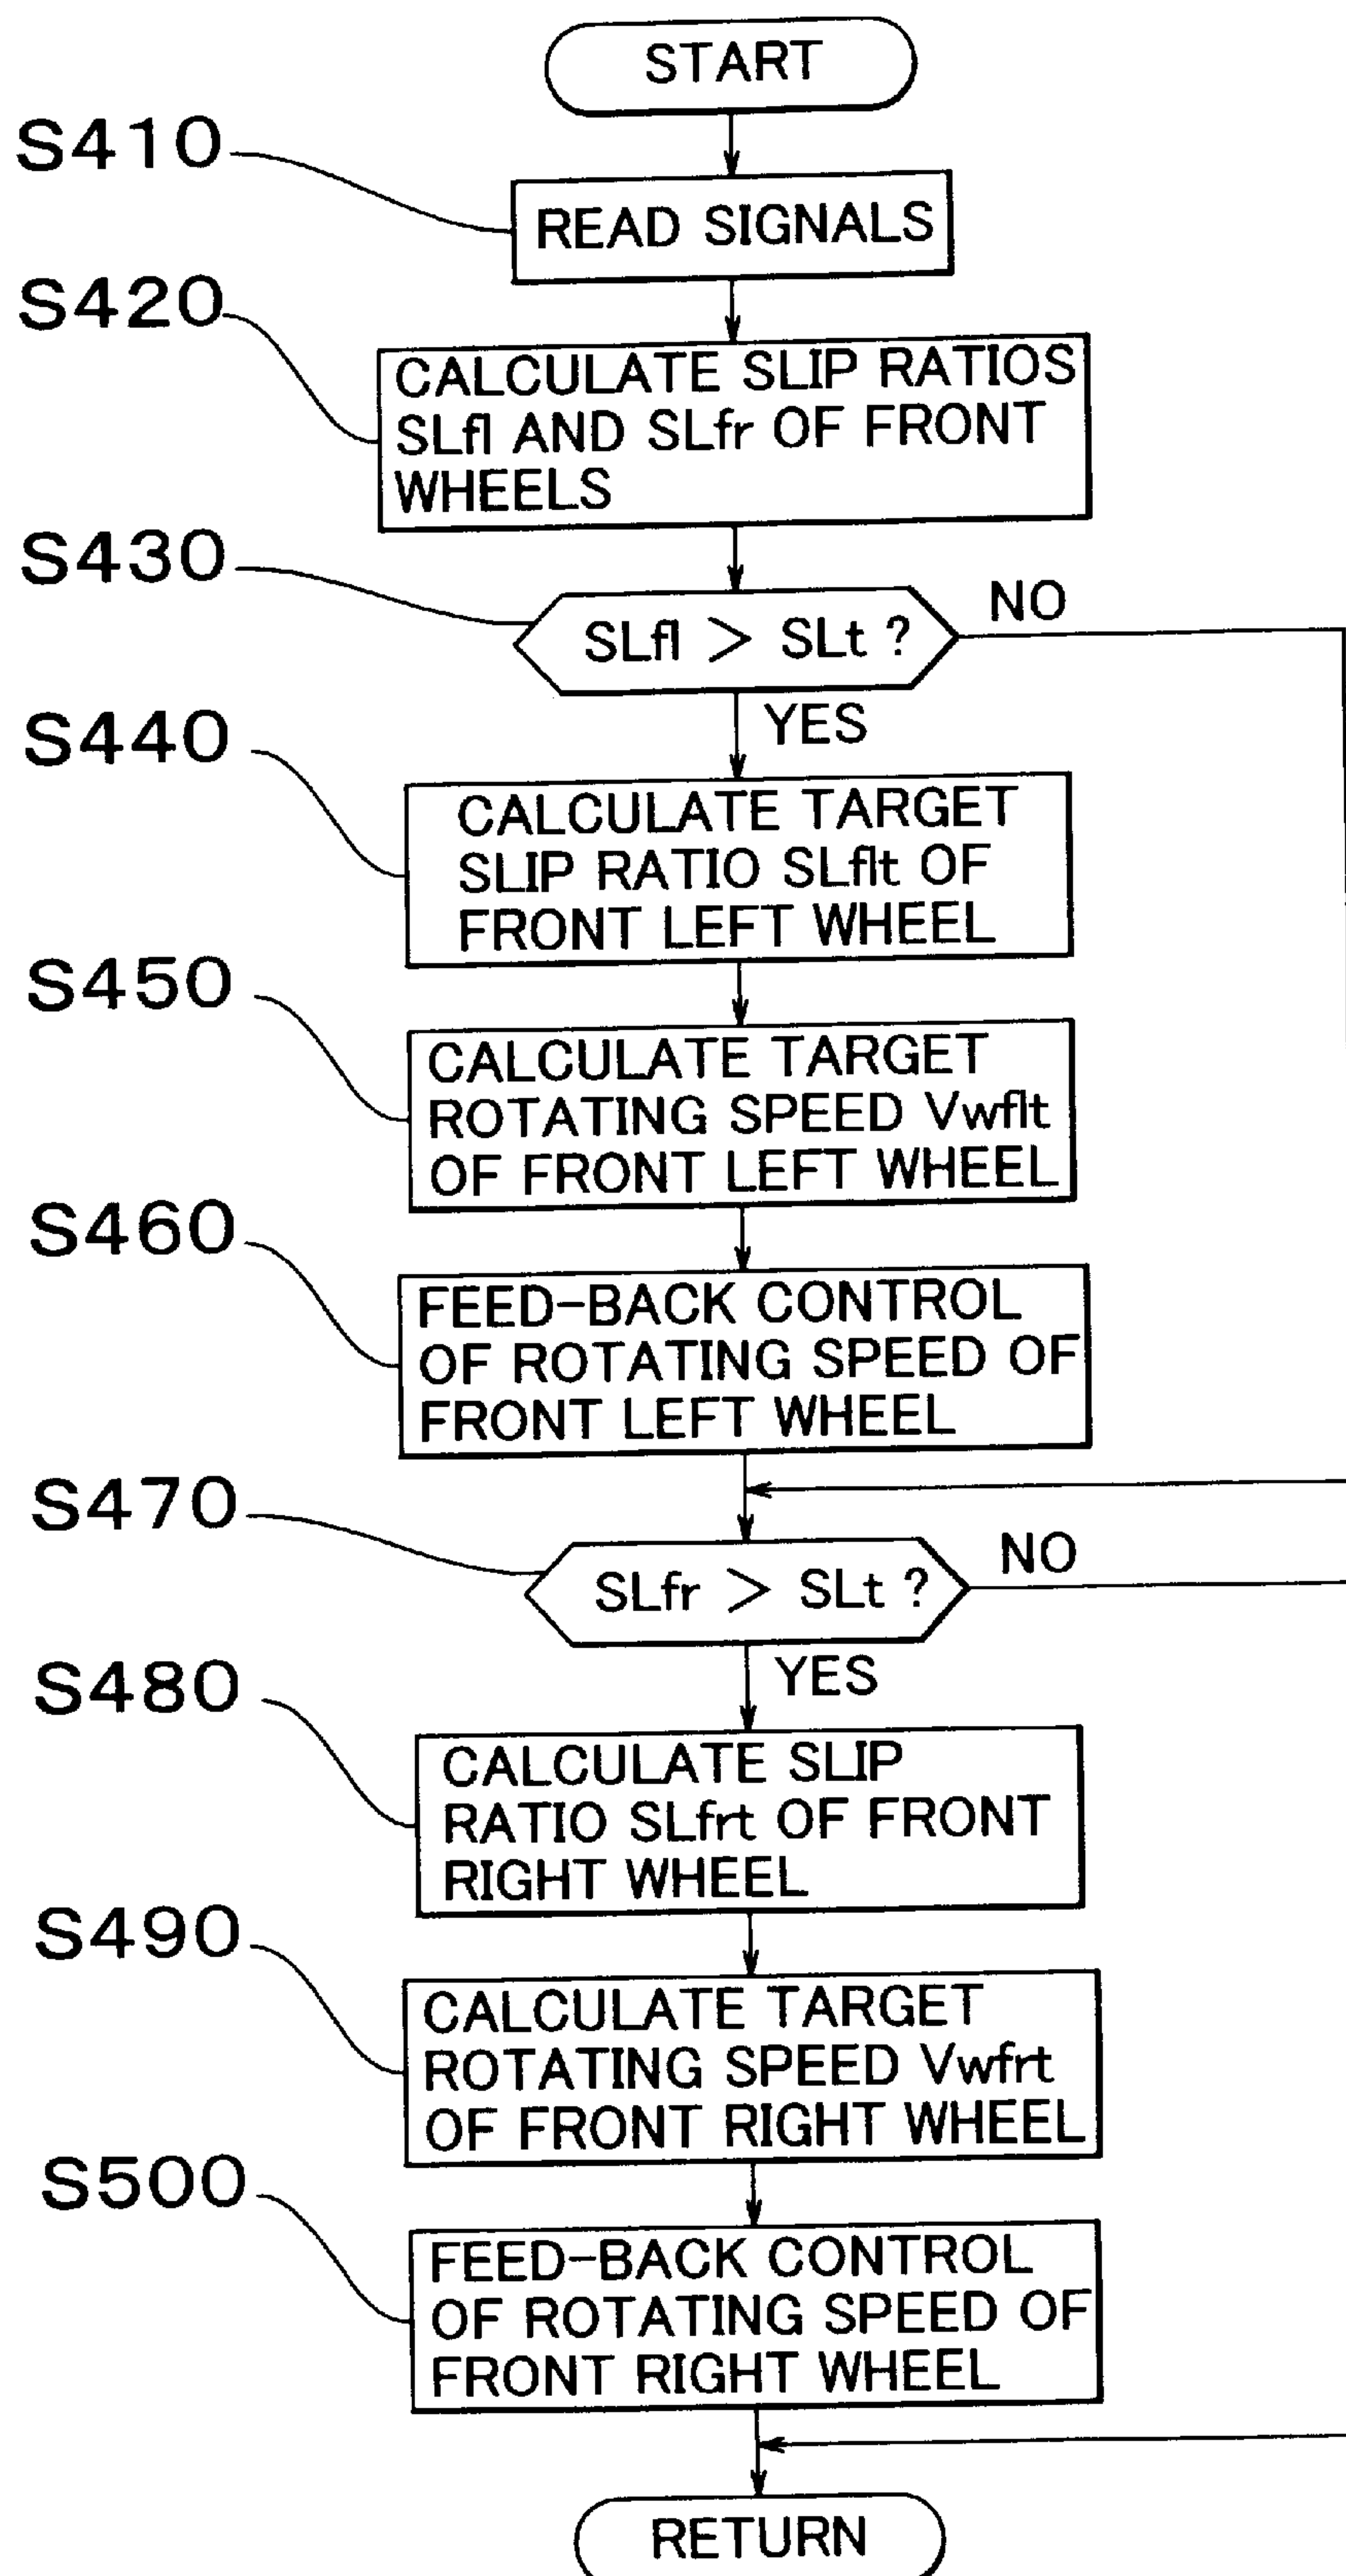 START
S410
READ SIGNALS
S420
CALCULATE SLIP RATIOS
SLfl AND SLfr OF FRONT
WHEELS
S430
SLfl > SLt ?
NO
YES
S440
CALCULATE TARGET
SLIP RATIO SLflt OF
FRONT LEFT WHEEL
S450
CALCULATE TARGET
ROTATING SPEED Vwflt
OF FRONT LEFT WHEEL
S460
FEED-BACK CONTROL
OF ROTATING SPEED OF
FRONT LEFT WHEEL
S470
SLfr > SLt ?
NO
YES
S480
CALCULATE SLIP
RATIO SLfrt OF FRONT
RIGHT WHEEL
S490
CALCULATE TARGET
ROTATING SPEED Vwfrt
OF FRONT RIGHT WHEEL
S500
FEED-BACK CONTROL
OF ROTATING SPEED OF
FRONT RIGHT WHEEL
RETURN